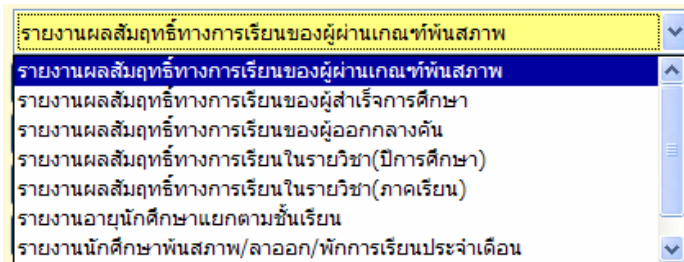 รายงานผลสัมฤทธิ์ทางการเรียนของผู้ผ่านเกณฑ์พ้นสภาพ
รายงานผลสัมฤทธิ์ทางการเรียนของผู้ผ่านเกณฑ์พ้นสภาพ
รายงานผลสัมฤทธิ์ทางการเรียนของผู้สำเร็จการศึกษา
รายงานผลสัมฤทธิ์ทางการเรียนของผู้ออกกลางคัน
รายงานผลสัมฤทธิ์ทางการเรียนในรายวิชา(ปีการศึกษา)
รายงานผลสัมฤทธิ์ทางการเรียนในรายวิชา(ภาคเรียน)
รายงานอายุนักศึกษาแยกตามชั้นเรียน
รายงานนักศึกษาพ้นสภาพ/ลาออก/พักการเรียนประจำเดือน